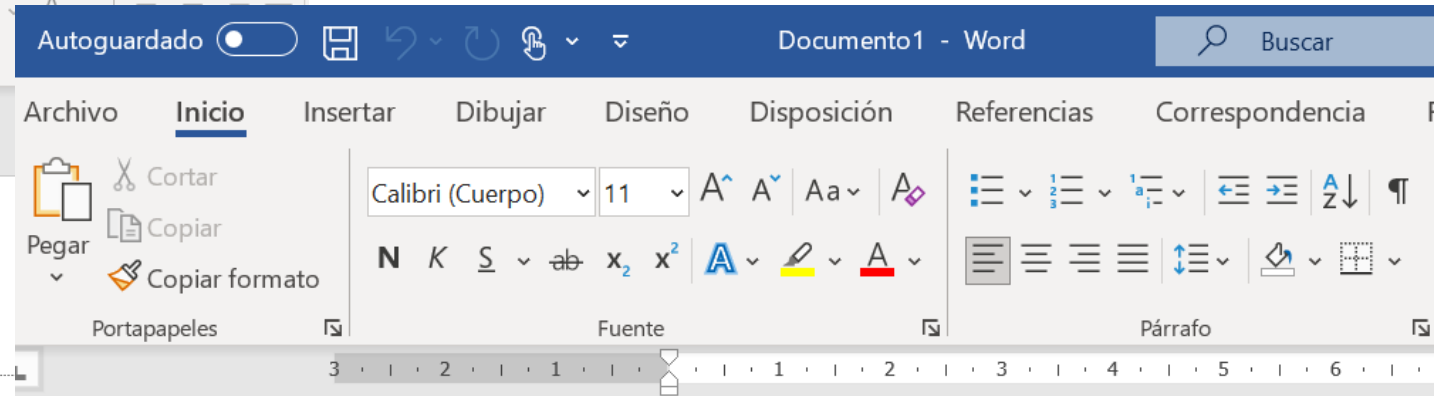 Autoguardado Documento1 - Word Buscar
Archivo Inicio Insertar Dibujar Diseño Disposición Referencias Correspondencia
Cortar
Copiar
Pegar
Copiar formato
Portapapeles
Calibri (Cuerpo) 11 A A Aa A
N K S ab x₂ x² A A
Fuente
A Z ¶
Párrafo
3 2 1 1 2 3 4 5 6